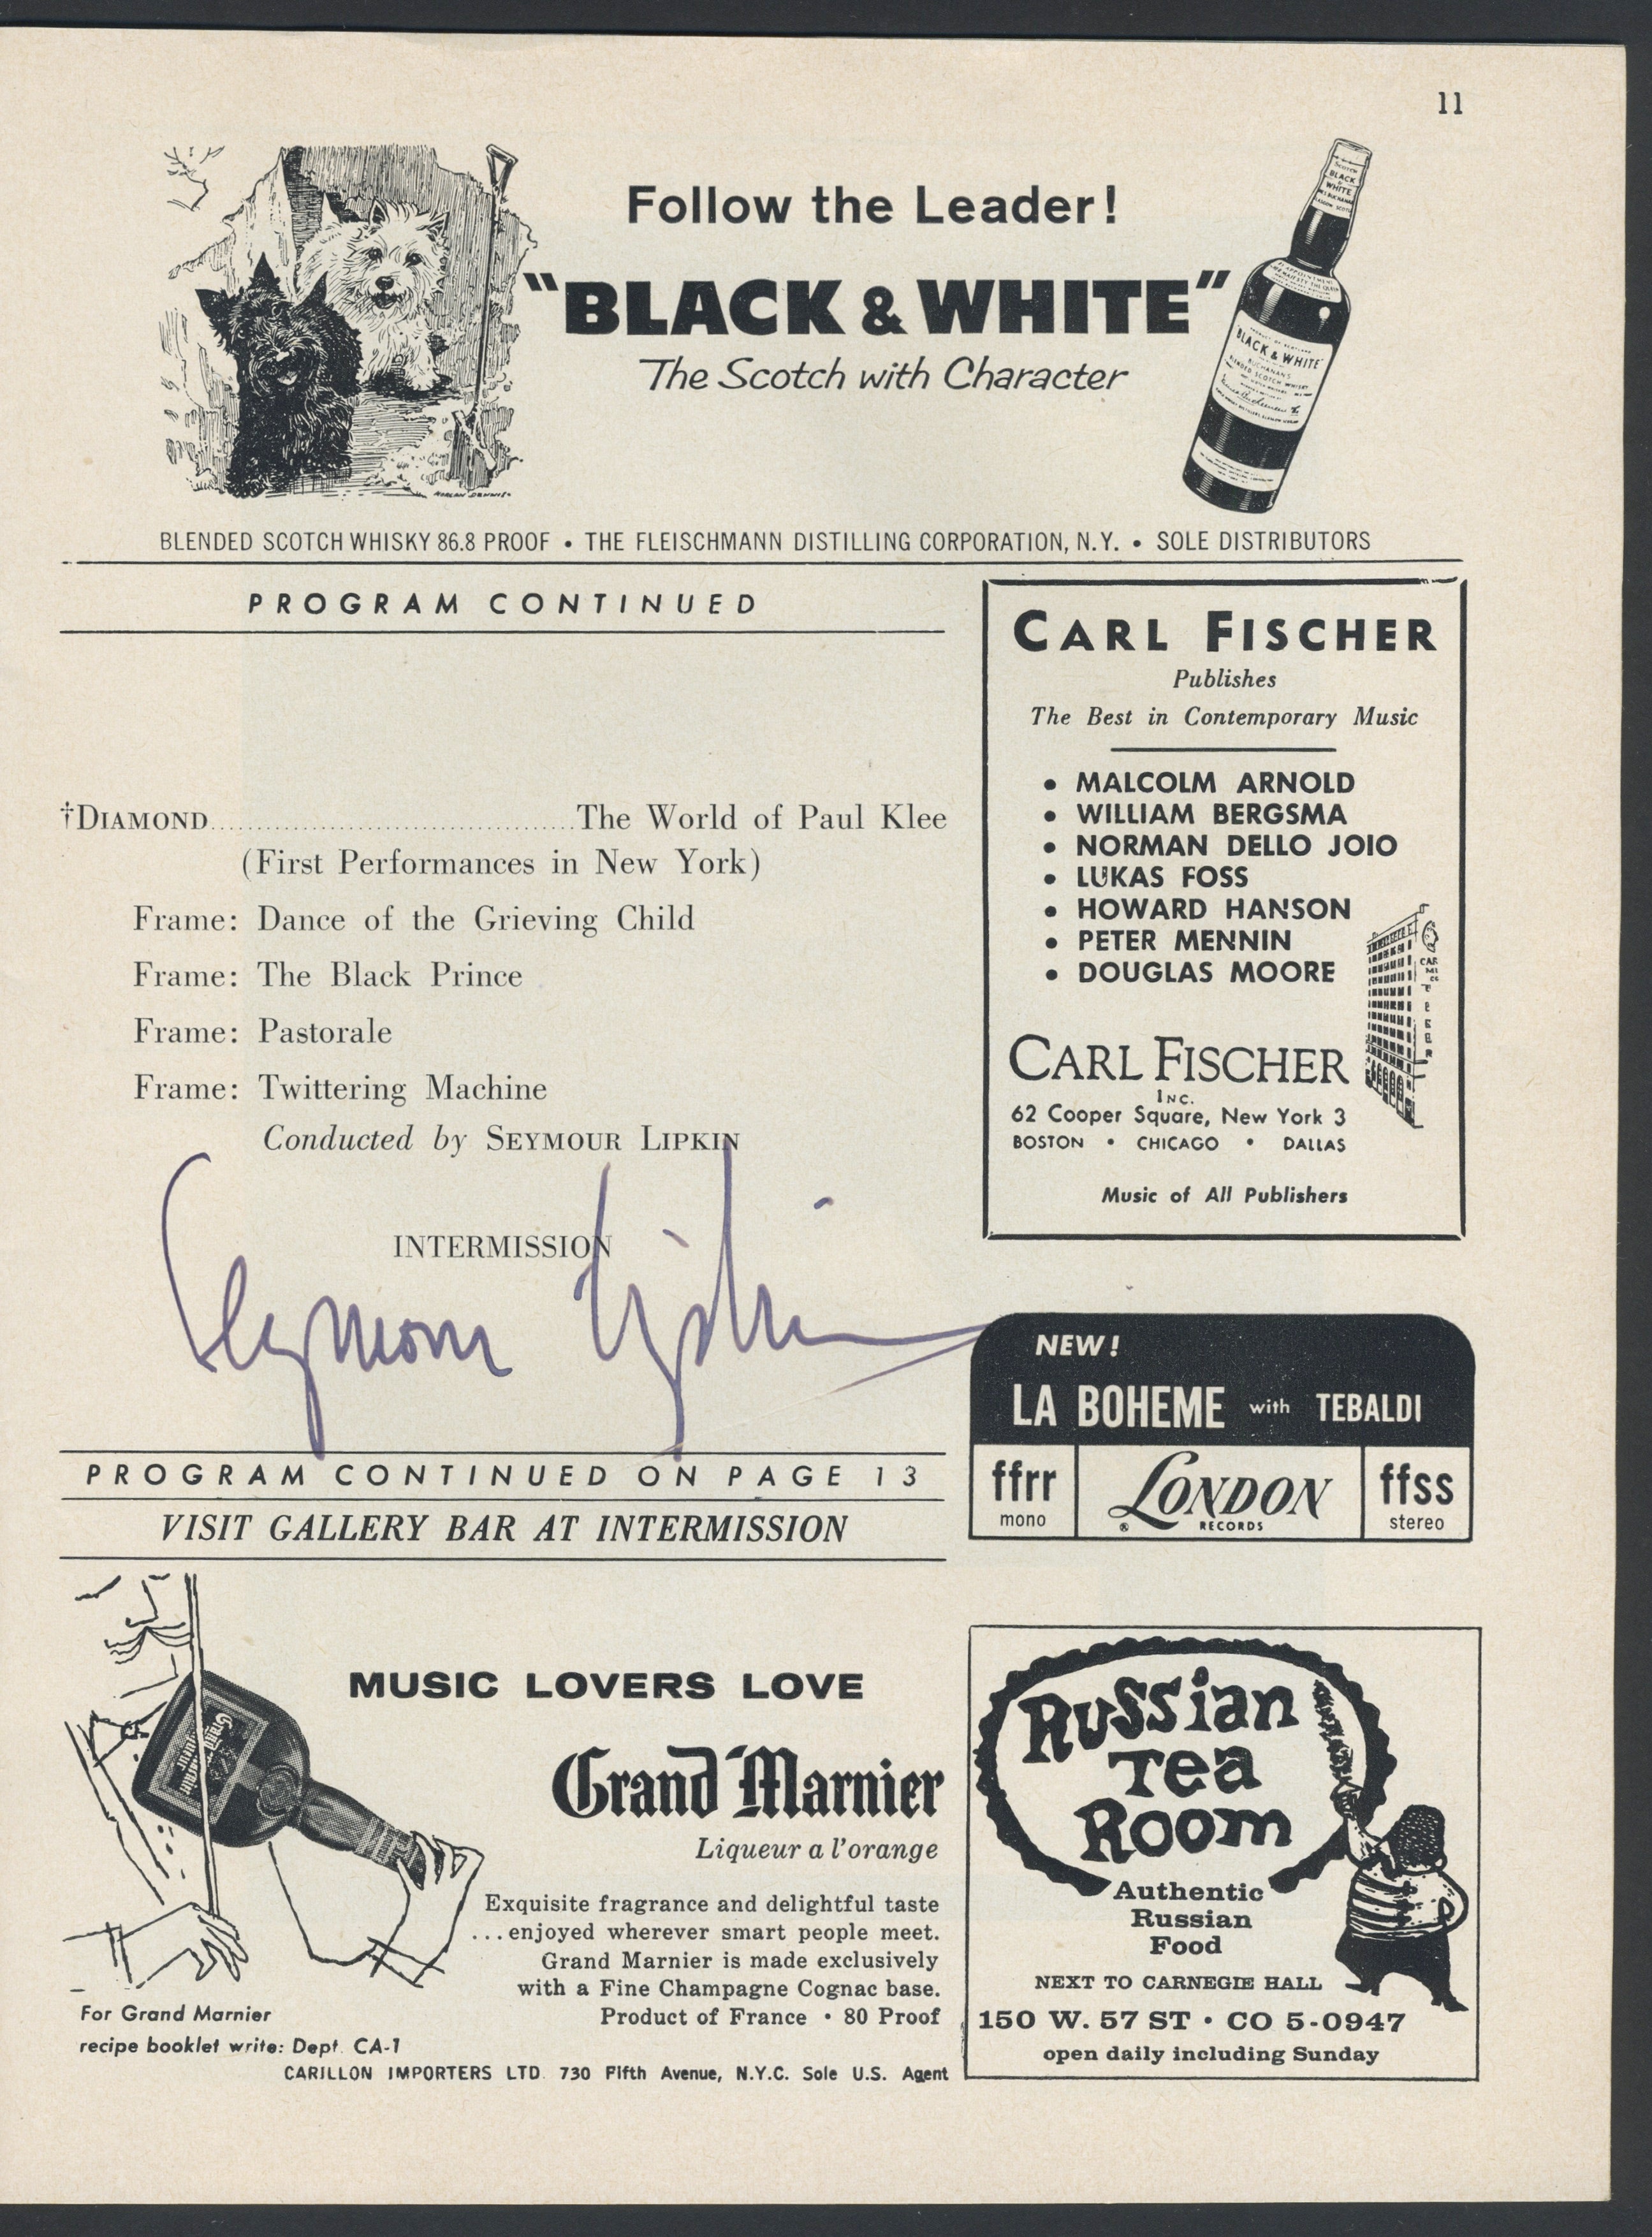 11
Follow the Leader!
"BLACK & WHITE"
The Scotch with Character
BLACK
&
WHITE
BLACK & WHITE
BUCHANAN'S
BLENDED SCOTCH WHISKY
BLENDED SCOTCH WHISKY 86.8 PROOF • THE FLEISCHMANN DISTILLING CORPORATION, N.Y. • SOLE DISTRIBUTORS
PROGRAM CONTINUED
†DIAMOND........................................The World of Paul Klee
(First Performances in New York)
Frame: Dance of the Grieving Child
Frame: The Black Prince
Frame: Pastorale
Frame: Twittering Machine
Conducted by SEYMOUR LIPKIN
INTERMISSION
Seymour Lipkin
PROGRAM CONTINUED ON PAGE 13
VISIT GALLERY BAR AT INTERMISSION
CARL FISCHER
Publishes
The Best in Contemporary Music
• MALCOLM ARNOLD
• WILLIAM BERGSMA
• NORMAN DELLO JOIO
• LUKAS FOSS
• HOWARD HANSON
• PETER MENNIN
• DOUGLAS MOORE
CARL FISCHER
INC.
62 Cooper Square, New York 3
BOSTON • CHICAGO • DALLAS
Music of All Publishers
NEW!
LA BOHEME with TEBALDI
ffrr
mono
LONDON
® RECORDS
ffss
stereo
MUSIC LOVERS LOVE
Grand Marnier
Liqueur a l'orange
Exquisite fragrance and delightful taste
...enjoyed wherever smart people meet.
Grand Marnier is made exclusively
with a Fine Champagne Cognac base.
Product of France • 80 Proof
For Grand Marnier
recipe booklet write: Dept. CA-1
CARILLON IMPORTERS LTD. 730 Fifth Avenue, N.Y.C. Sole U.S. Agent
Russian
Tea
Room
Authentic
Russian
Food
NEXT TO CARNEGIE HALL
150 W. 57 ST • CO 5-0947
open daily including Sunday